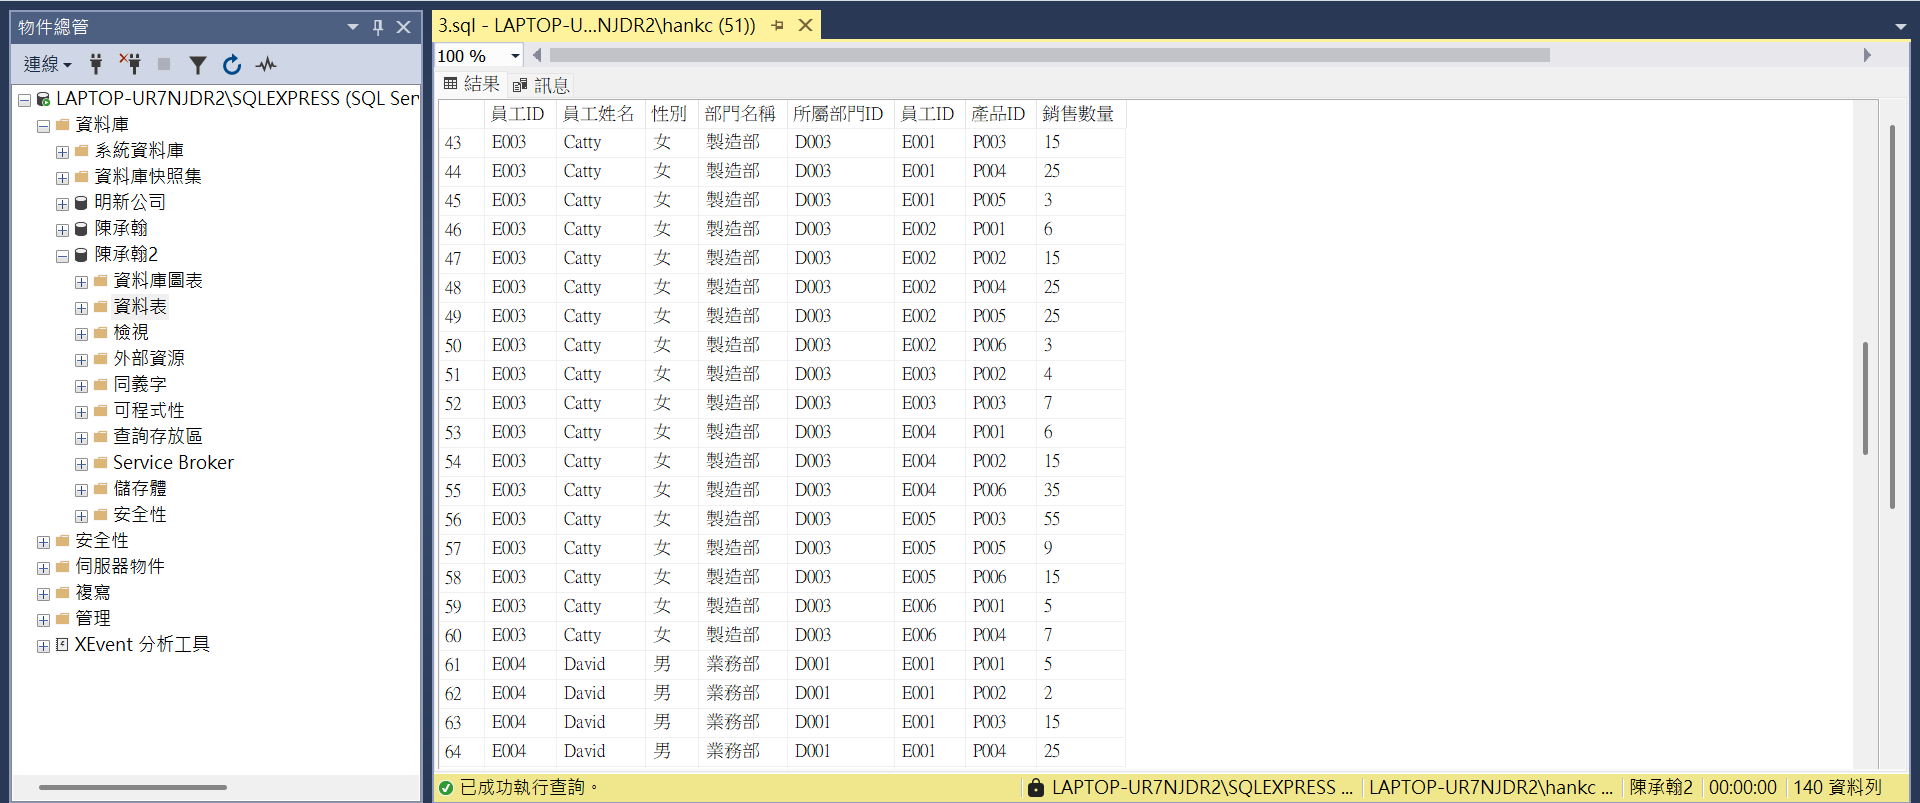 物件總管
連線
LAPTOP-UR7NJDR2\SQLEXPRESS (SQL Ser
資料庫
系統資料庫
資料庫快照集
明新公司
陳承翰
陳承翰2
資料庫圖表
資料表
檢視
外部資源
同義字
可程式性
查詢存放區
Service Broker
儲存體
安全性
安全性
伺服器物件
複寫
管理
XEvent 分析工具
3.sql - LAPTOP-U...NJDR2\hankc (51))
100 %
結果 訊息
員工ID 員工姓名 性別 部門名稱 所屬部門ID 員工ID 產品ID 銷售數量
43 E003 Catty 女 製造部 D003 E001 P003 15
44 E003 Catty 女 製造部 D003 E001 P004 25
45 E003 Catty 女 製造部 D003 E001 P005 3
46 E003 Catty 女 製造部 D003 E002 P001 6
47 E003 Catty 女 製造部 D003 E002 P002 15
48 E003 Catty 女 製造部 D003 E002 P004 25
49 E003 Catty 女 製造部 D003 E002 P005 25
50 E003 Catty 女 製造部 D003 E002 P006 3
51 E003 Catty 女 製造部 D003 E003 P002 4
52 E003 Catty 女 製造部 D003 E003 P003 7
53 E003 Catty 女 製造部 D003 E004 P001 6
54 E003 Catty 女 製造部 D003 E004 P002 15
55 E003 Catty 女 製造部 D003 E004 P006 35
56 E003 Catty 女 製造部 D003 E005 P003 55
57 E003 Catty 女 製造部 D003 E005 P005 9
58 E003 Catty 女 製造部 D003 E005 P006 15
59 E003 Catty 女 製造部 D003 E006 P001 5
60 E003 Catty 女 製造部 D003 E006 P004 7
61 E004 David 男 業務部 D001 E001 P001 5
62 E004 David 男 業務部 D001 E001 P002 2
63 E004 David 男 業務部 D001 E001 P003 15
64 E004 David 男 業務部 D001 E001 P004 25
已成功執行查詢。 LAPTOP-UR7NJDR2\SQLEXPRESS ... LAPTOP-UR7NJDR2\hankc ... 陳承翰2 00:00:00 140 資料列